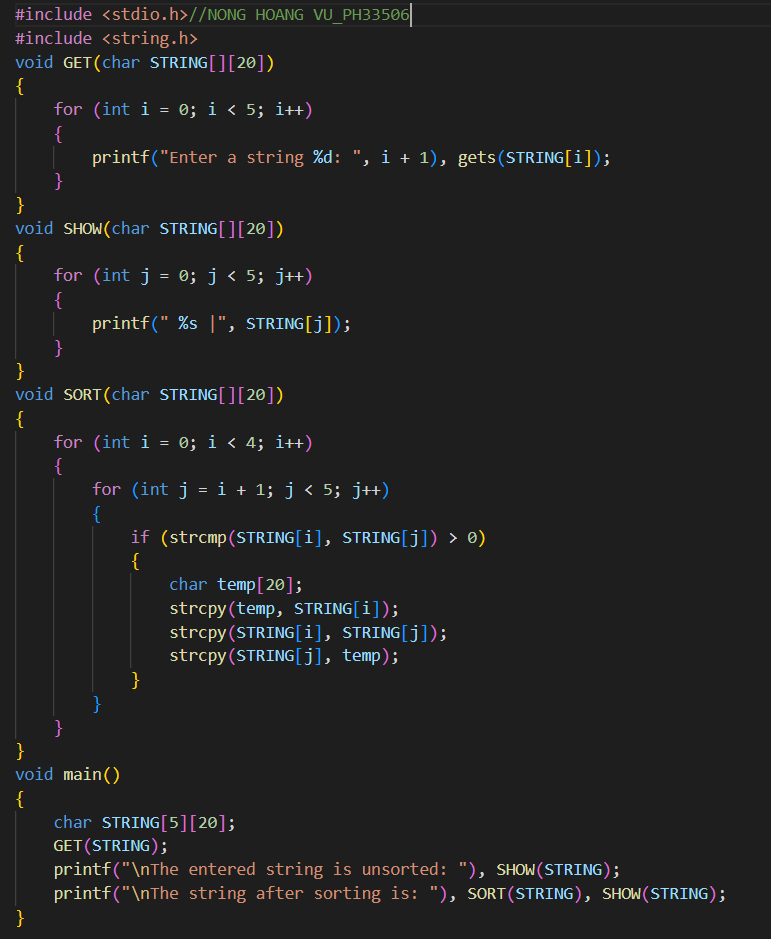 #include <stdio.h>//NONG HOANG VU_PH33506
#include <string.h>
void GET(char STRING[][20])
{
    for (int i = 0; i < 5; i++)
    {
        printf("Enter a string %d: ", i + 1), gets(STRING[i]);
    }
}
void SHOW(char STRING[][20])
{
    for (int j = 0; j < 5; j++)
    {
        printf(" %s |", STRING[j]);
    }
}
void SORT(char STRING[][20])
{
    for (int i = 0; i < 4; i++)
    {
        for (int j = i + 1; j < 5; j++)
        {
            if (strcmp(STRING[i], STRING[j]) > 0)
            {
                char temp[20];
                strcpy(temp, STRING[i]);
                strcpy(STRING[i], STRING[j]);
                strcpy(STRING[j], temp);
            }
        }
    }
}
void main()
{
    char STRING[5][20];
    GET(STRING);
    printf("\nThe entered string is unsorted: "), SHOW(STRING);
    printf("\nThe string after sorting is: "), SORT(STRING), SHOW(STRING);
}